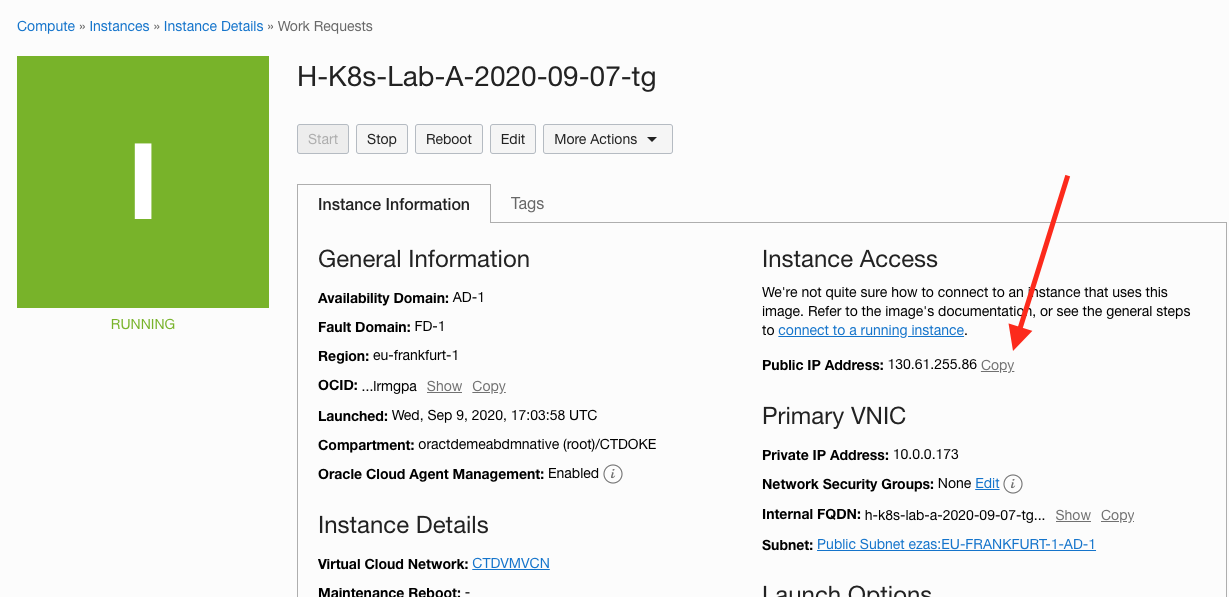 Compute » Instances » Instance Details » Work Requests
I
RUNNING
H-K8s-Lab-A-2020-09-07-tg
Start Stop Reboot Edit More Actions
Instance Information Tags
General Information
Availability Domain: AD-1
Fault Domain: FD-1
Region: eu-frankfurt-1
OCID: ...lrmgpa Show Copy
Launched: Wed, Sep 9, 2020, 17:03:58 UTC
Compartment: oractdemeabdmnative (root)/CTDOKE
Oracle Cloud Agent Management: Enabled i
Instance Details
Virtual Cloud Network: CTDVMVCN
Maintenance Reboot: -
Instance Access
We're not quite sure how to connect to an instance that uses this
image. Refer to the image's documentation, or see the general steps
to connect to a running instance.
Public IP Address: 130.61.255.86 Copy
Primary VNIC
Private IP Address: 10.0.0.173
Network Security Groups: None Edit i
Internal FQDN: h-k8s-lab-a-2020-09-07-tg... Show Copy
Subnet: Public Subnet ezas:EU-FRANKFURT-1-AD-1
Launch Options